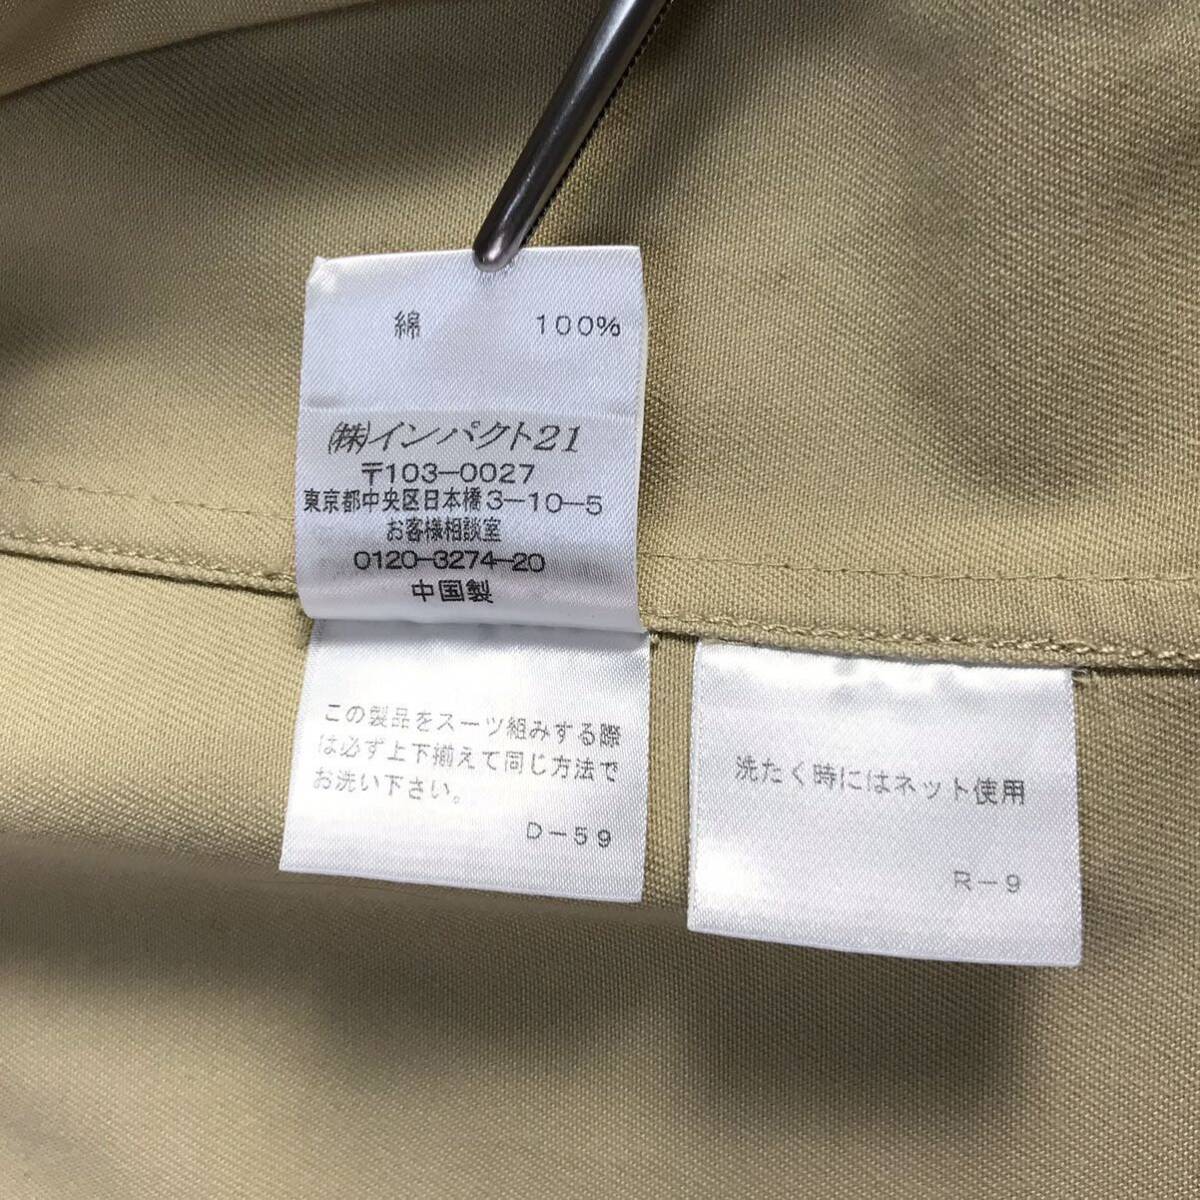 綿 100%
㈱インパクト21
〒103-0027
東京都中央区日本橋3-10-5
お客様相談室
0120-3274-20
中国製
この製品をスーツ組みする際
は必ず上下揃えて同じ方法で
お洗い下さい。
D-59
洗たく時にはネット使用
R-9